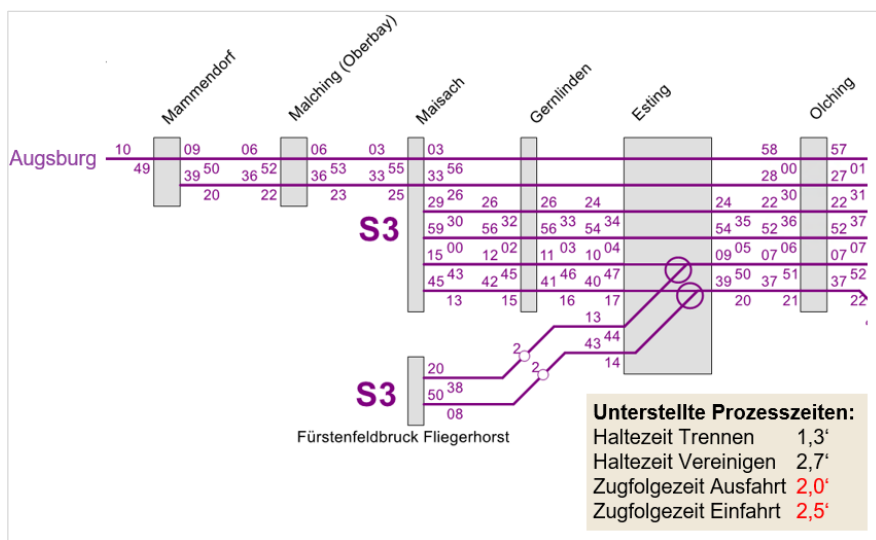 Mammendorf
Malching (Oberbay)
Maisach
Gernlinden
Esting
Olching
10 09 06 06 03 03 58 57
Augsburg
49 50 52 53 55 56 00 01
39 36 36 33 33 28 27
20 22 23 25 26 30 31
29 26 26 24 24 22 22
S3
30 32 33 34 35 36 37
59 56 56 54 54 52 52
00 02 03 04 05 06 07
15 12 11 10 09 07 07
43 45 46 47 50 51 52
45 42 41 40 39 37 37
13 15 16 17 20 21 22
13
44
2
43
14
20
2
S3
38
50
08
Fürstenfeldbruck Fliegerhorst
Unterstellte Prozesszeiten:
Haltezeit Trennen 1,3‘
Haltezeit Vereinigen 2,7‘
Zugfolgezeit Ausfahrt 2,0‘
Zugfolgezeit Einfahrt 2,5‘